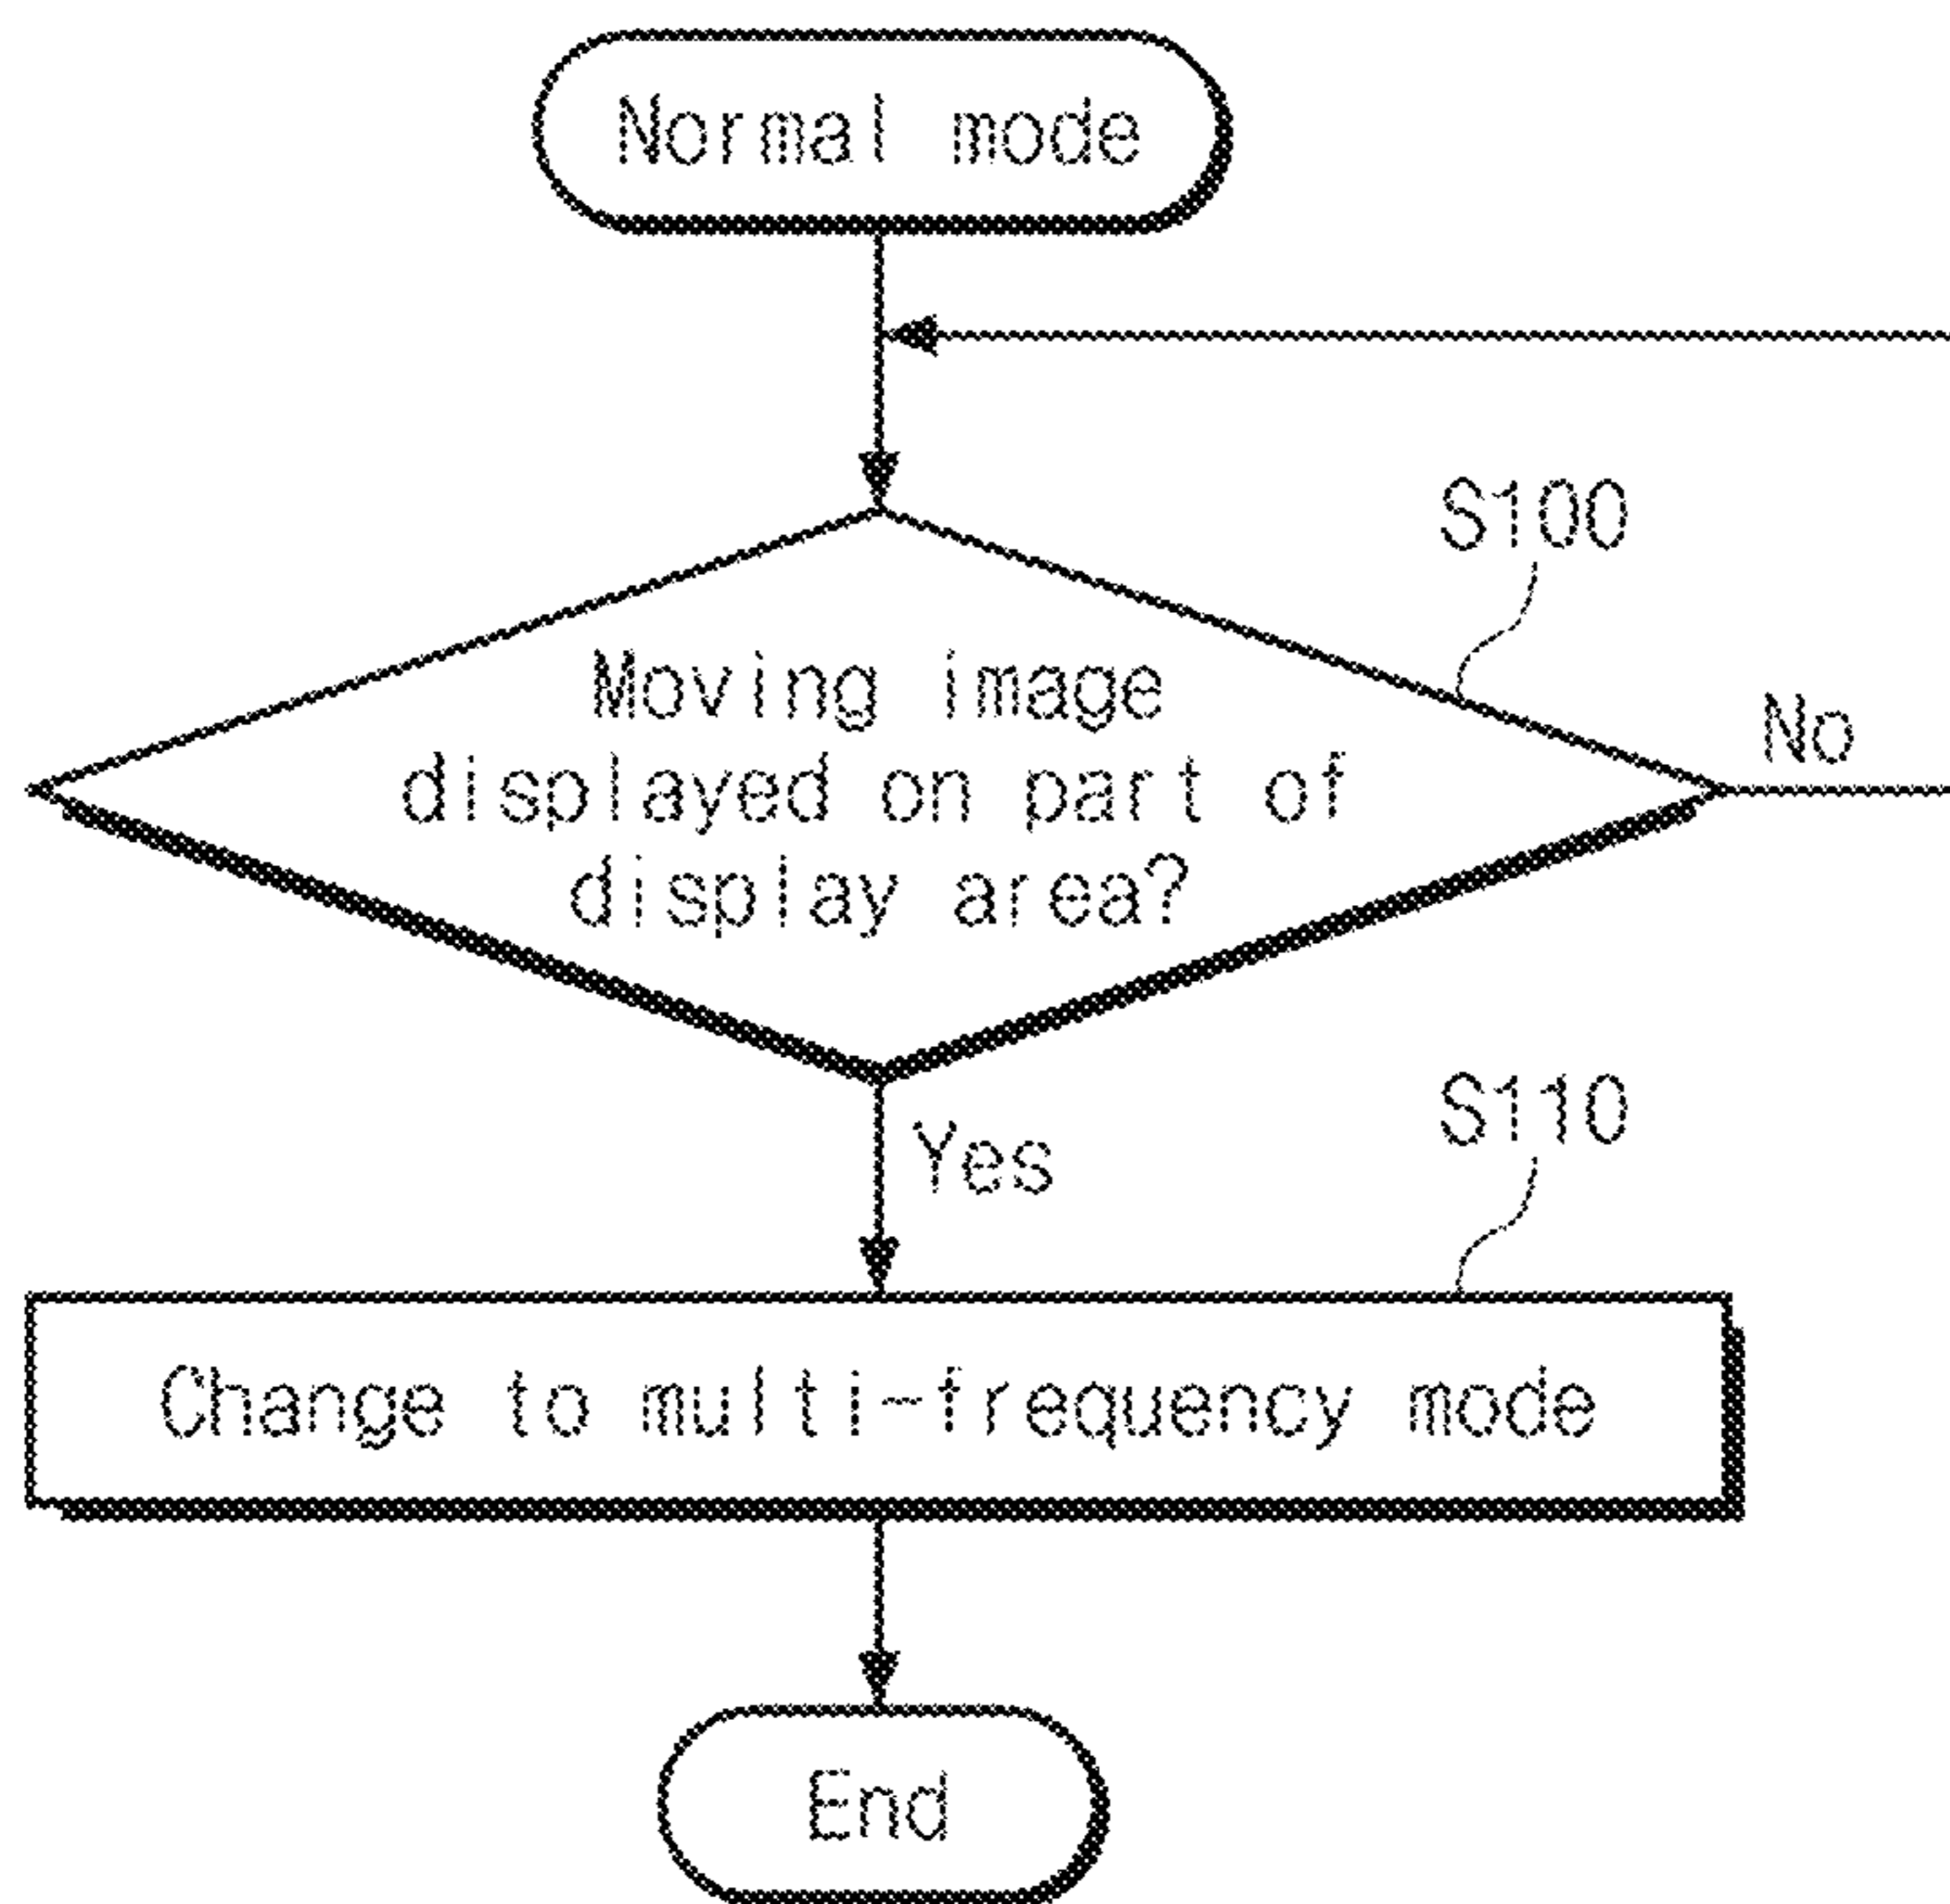 Normal mode
S100
Moving image
displayed on part of
display area?
No
Yes
S110
Change to multi-frequency mode
End